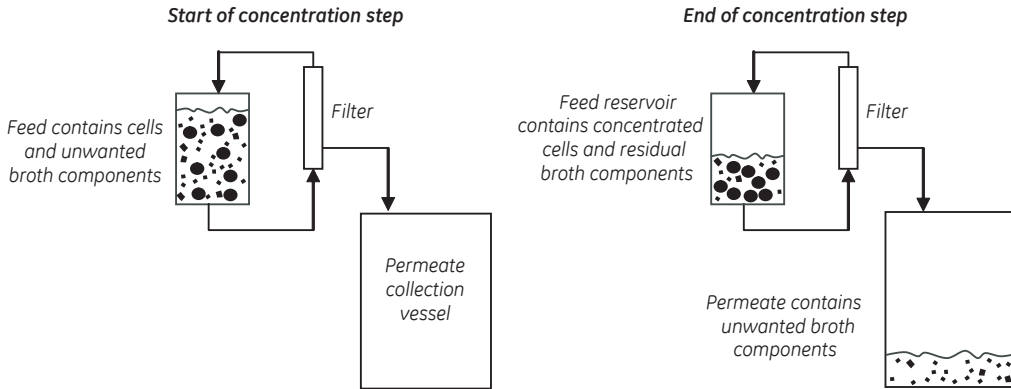 Start of concentration step
Feed contains cells
and unwanted
broth components
Filter
Permeate
collection
vessel
End of concentration step
Feed reservoir
contains concentrated
cells and residual
broth components
Filter
Permeate contains
unwanted broth
components